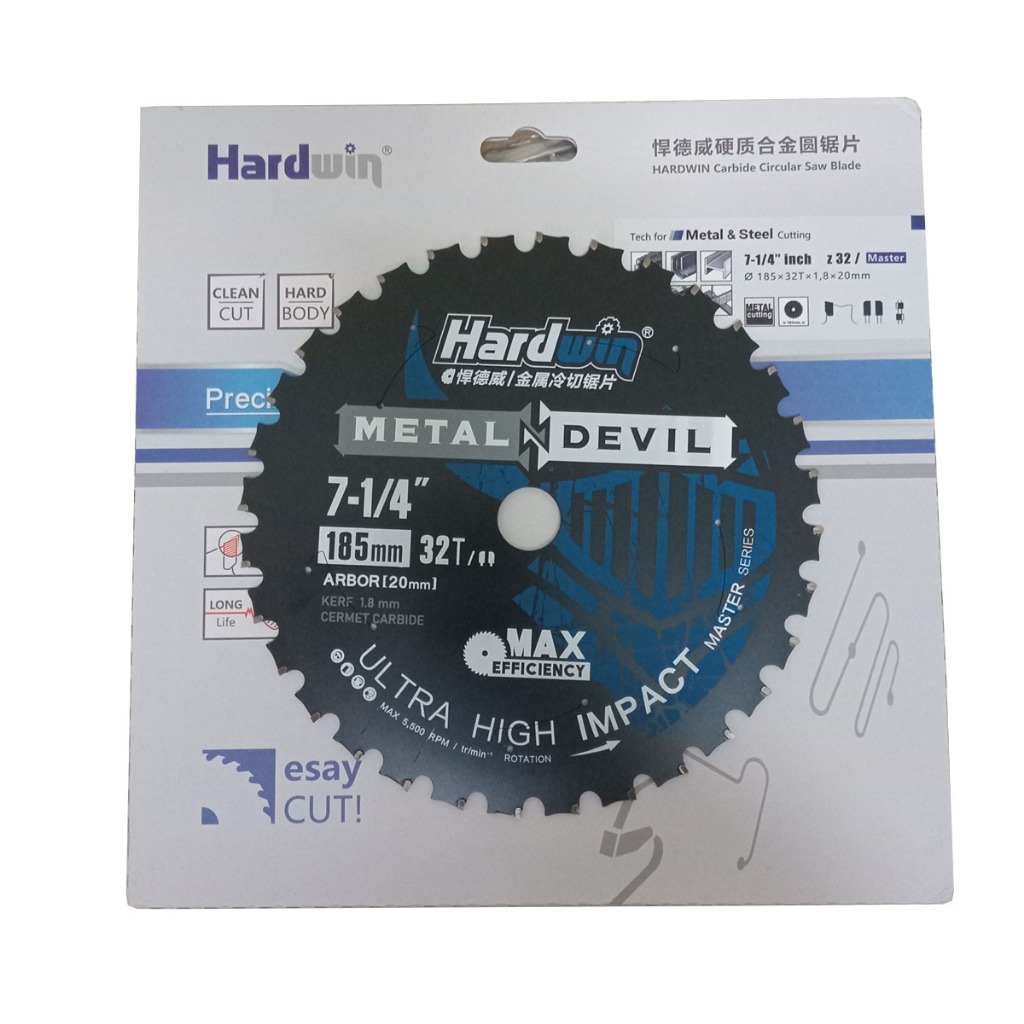 Hardwin®
悍德威硬质合金圆锯片
HARDWIN Carbide Circular Saw Blade
Tech for Metal & Steel Cutting
7-1/4" inch z 32 / Master
Ø 185×32T×1,8×20mm
METAL
cutting
CLEAN
CUT
HARD
BODY
Preci
LONG
Life
esay
CUT!
Hardwin®
悍德威/金属冷切锯片
METAL DEVIL
7-1/4"
185mm 32T/
ARBOR[20mm]
KERF 1.8 mm
CERMET CARBIDE
MAX
EFFICIENCY
ULTRA HIGH IMPACT
MASTER SERIES
MAX 5,500 RPM / tr/min⁻¹
ROTATION